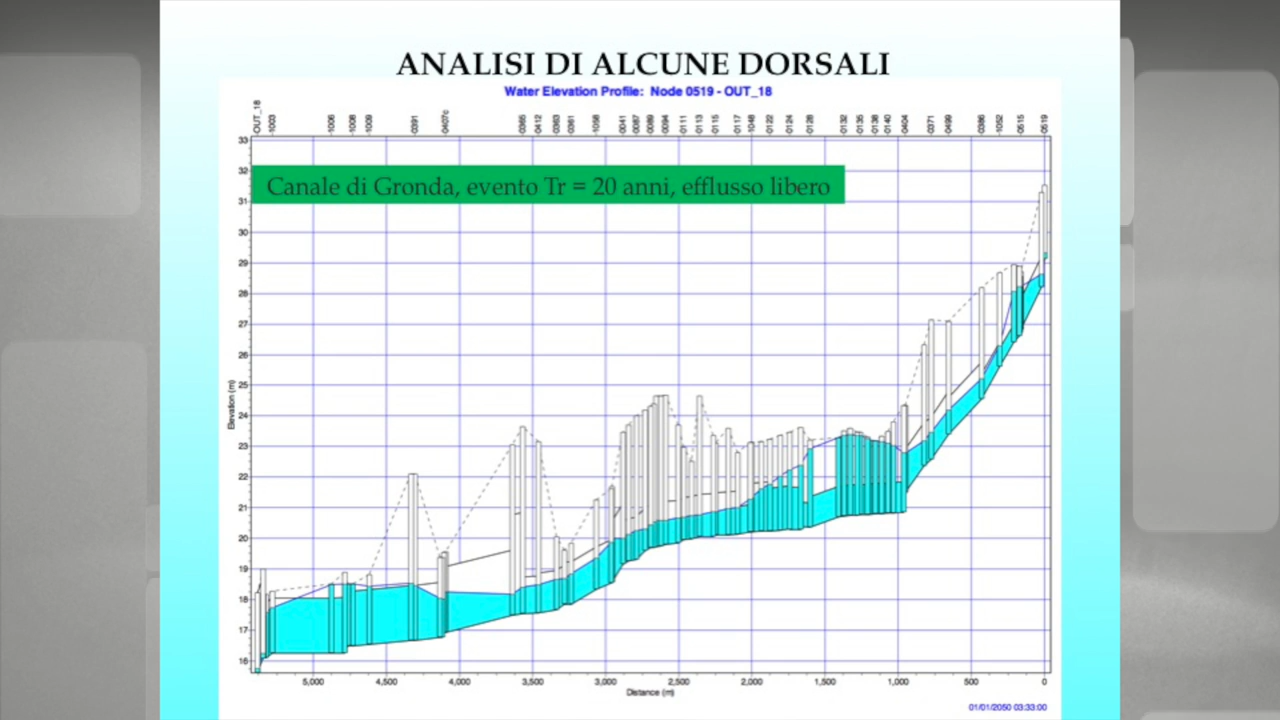 ANALISI DI ALCUNE DORSALI
Water Elevation Profile: Node 0519 - OUT_18
OUT_18 -1003 -1006 -1008 -1009 0391 0407c 0365 0412 0363 0361 -1058 0041 0087 0089 0094 0111 0113 0115 0117 -1048 0122 0124 0128 0132 0135 0138 0140 0404 0371 0499 0386 -1052 0515 0519
Canale di Gronda, evento Tr = 20 anni, efflusso libero
33
32
31
30
29
28
27
26
25
24
23
22
21
20
19
18
17
16
Elevation (m)
5,000 4,500 4,000 3,500 3,000 2,500 2,000 1,500 1,000 500 0
Distance (m)
01/01/2050 03:33:00